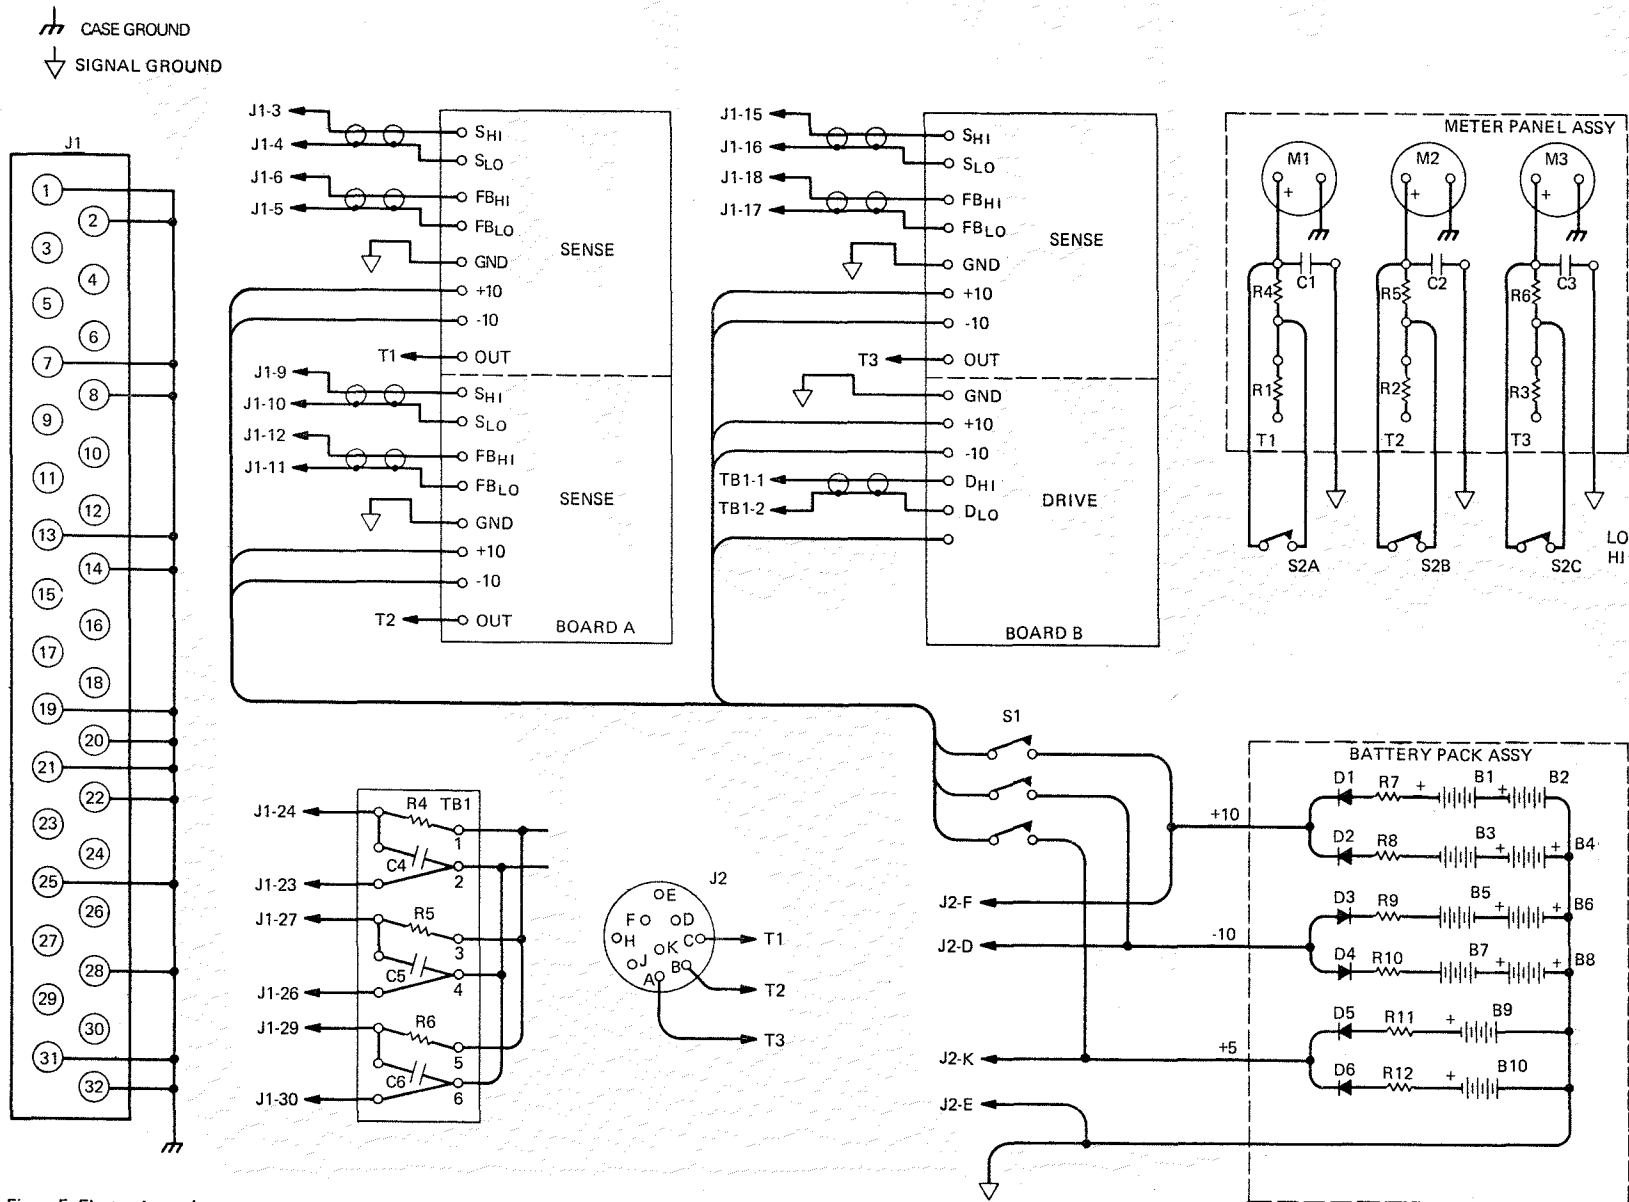 CASE GROUND
SIGNAL GROUND
J1
1
2
3
4
5
6
7
8
9
10
11
12
13
14
15
16
17
18
19
20
21
22
23
24
25
26
27
28
29
30
31
32
J1-3
J1-4
J1-6
J1-5
SHI
SLO
FBHI
FBLO
GND
+10
-10
T1
OUT
SENSE
J1-9
J1-10
J1-12
J1-11
SHI
SLO
FBHI
FBLO
GND
+10
-10
T2
OUT
SENSE
BOARD A
J1-15
J1-16
J1-18
J1-17
SHI
SLO
FBHI
FBLO
GND
+10
-10
T3
OUT
SENSE
GND
+10
-10
TB1-1
DHI
TB1-2
DLO
DRIVE
BOARD B
METER PANEL ASSY
M1
M2
M3
+
+
+
R4
C1
R5
C2
R6
C3
R1
R2
R3
T1
T2
T3
S2A
S2B
S2C
LO
HI
J1-24
J1-23
J1-27
J1-26
J1-29
J1-30
TB1
R4
1
C4
2
R5
3
C5
4
R6
5
C6
6
J2
E
F
D
H
C
K
J
B
A
T1
T2
T3
S1
J2-F
J2-D
J2-K
J2-E
+10
-10
+5
BATTERY PACK ASSY
D1 R7 + B1 + B2
D2 R8 B3 + + B4
D3 R9 B5 + + B6
D4 R10 B7 + + B8
D5 R11 + B9
D6 R12 + B10